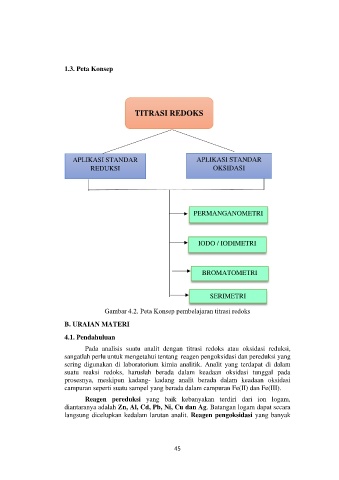 1.3. Peta Konsep
TITRASI REDOKS
APLIKASI STANDAR
REDUKSI
APLIKASI STANDAR
OKSIDASI
PERMANGANOMETRI
IODO / IODIMETRI
BROMATOMETRI
SERIMETRI
Gambar 4.2. Peta Konsep pembelajaran titrasi redoks
B. URAIAN MATERI
4.1. Pendahuluan
Pada analisis suatu analit dengan titrasi redoks atau oksidasi reduksi,
sangatlah perlu untuk mengetahui tentang reagen pengoksidasi dan pereduksi yang
sering digunakan di laboratorium kimia analitik. Analit yang terdapat di dalam
suatu reaksi redoks, haruslah berada dalam keadaan oksidasi tunggal pada
prosesnya, meskipun kadang- kadang analit berada dalam keadaan oksidasi
campuran seperti suatu sampel yang berada dalam campuran Fe(II) dan Fe(III).
Reagen pereduksi yang baik kebanyakan terdiri dari ion logam,
diantaranya adalah Zn, Al, Cd, Pb, Ni, Cu dan Ag. Batangan logam dapat secara
langsung dicelupkan kedalam larutan analit. Reagen pengoksidasi yang banyak
45